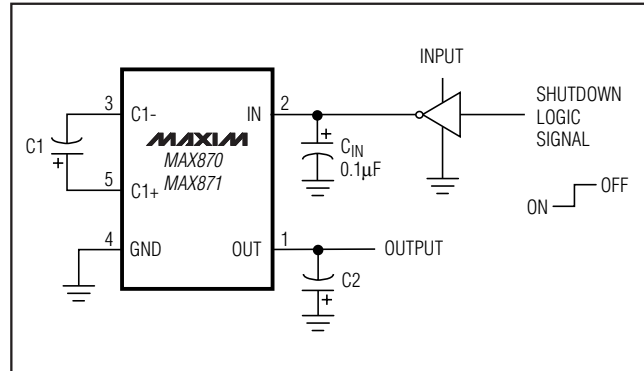 INPUT
3
C1-
IN
2
SHUTDOWN
LOGIC
SIGNAL
C1
+
MAXIM
MAX870
MAX871
+
CIN
0.1µF
5
C1+
ON
OFF
4
GND
OUT
1
OUTPUT
C2
+